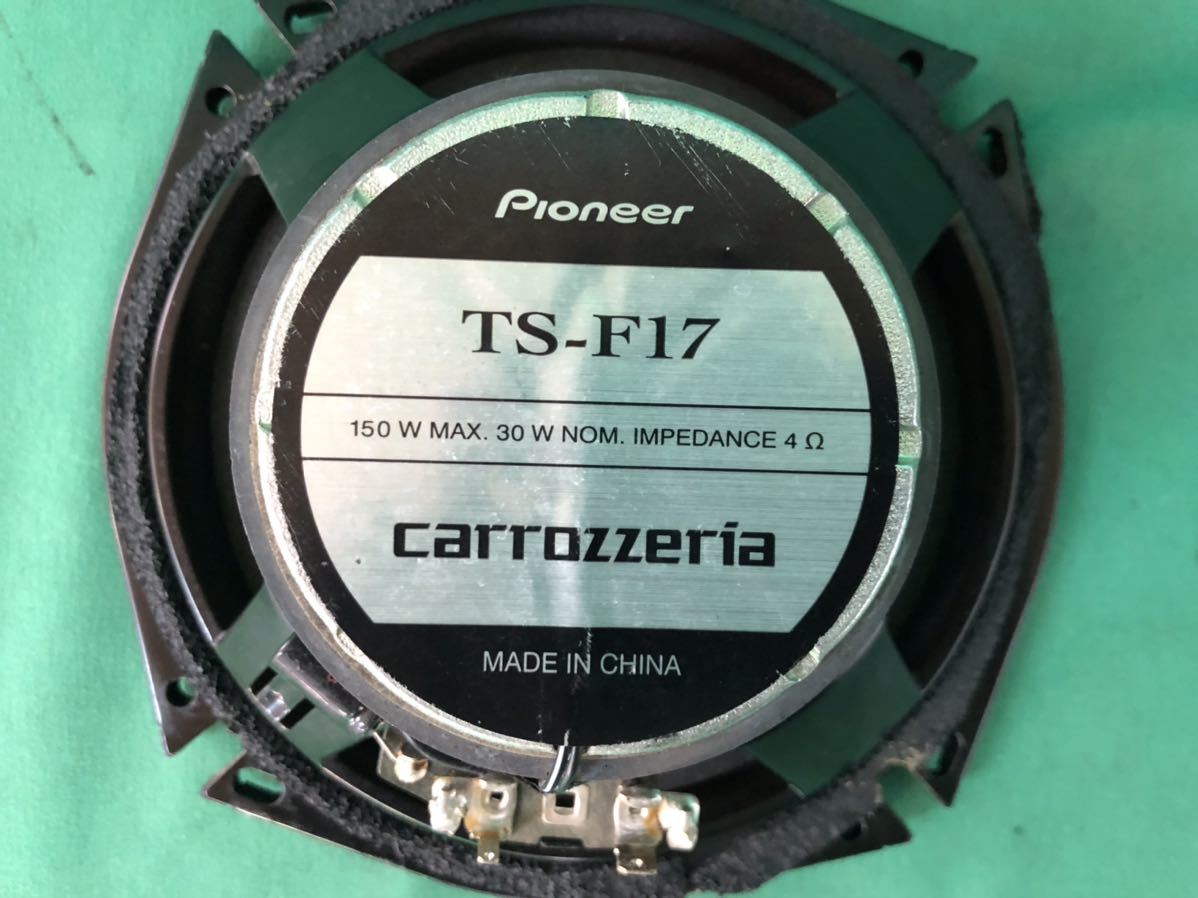 Pioneer
TS-F17
150 W MAX. 30 W NOM. IMPEDANCE 4 Ω
carrozzeria
MADE IN CHINA